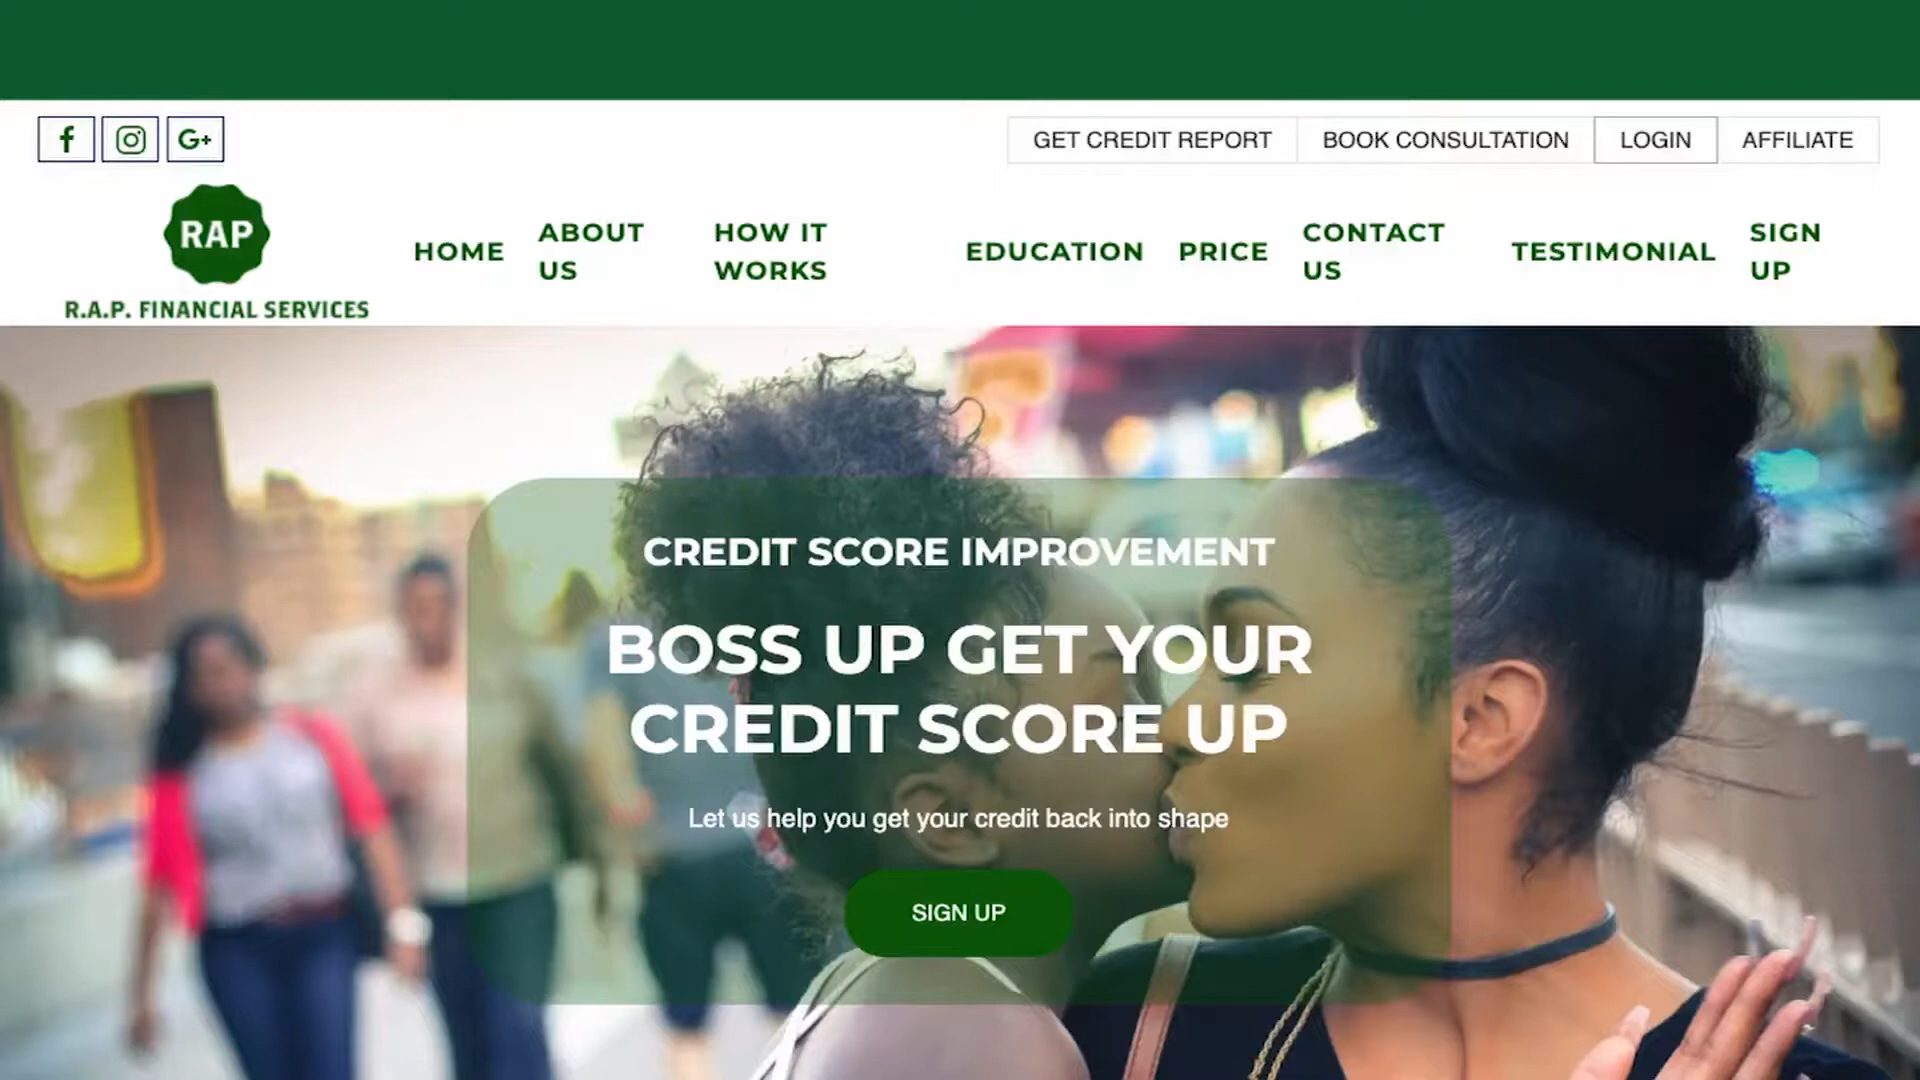 f
G+
GET CREDIT REPORT
BOOK CONSULTATION
LOGIN
AFFILIATE
RAP
R.A.P. FINANCIAL SERVICES
HOME
ABOUT US
HOW IT WORKS
EDUCATION
PRICE
CONTACT US
TESTIMONIAL
SIGN UP
CREDIT SCORE IMPROVEMENT
BOSS UP GET YOUR
CREDIT SCORE UP
Let us help you get your credit back into shape
SIGN UP